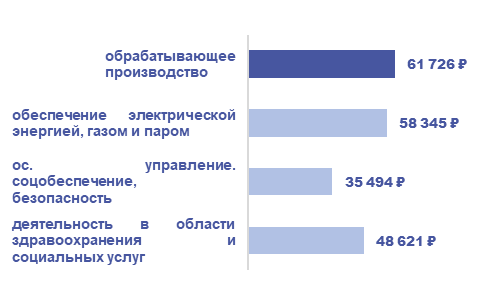 обрабатывающее
производство
61 726 ₽
обеспечение электрической
энергией, газом и паром
58 345 ₽
ос. управление.
соцобеспечение,
безопасность
35 494 ₽
деятельность в области
здравоохранения и
социальных услуг
48 621 ₽